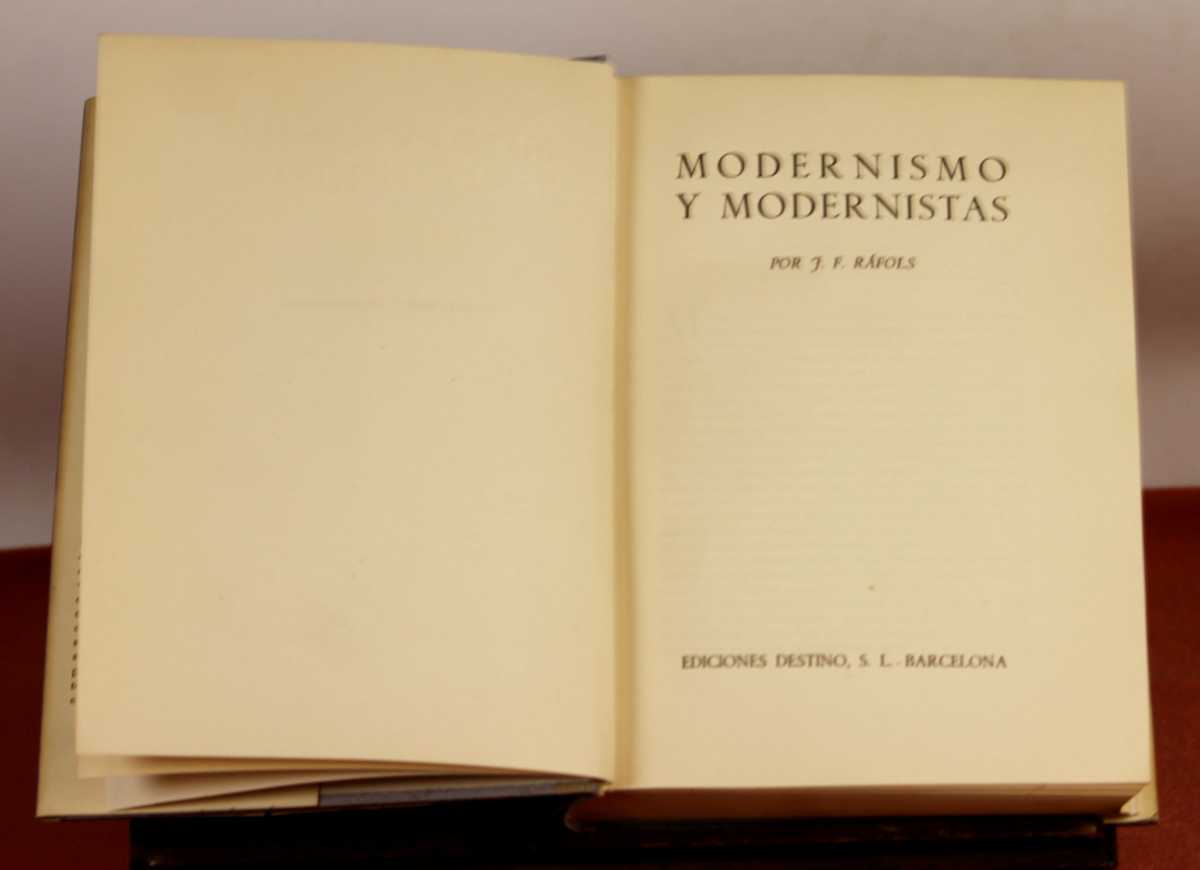 MODERNISMO
Y MODERNISTAS
POR J. F. RÁFOLS
EDICIONES DESTINO, S. L. - BARCELONA